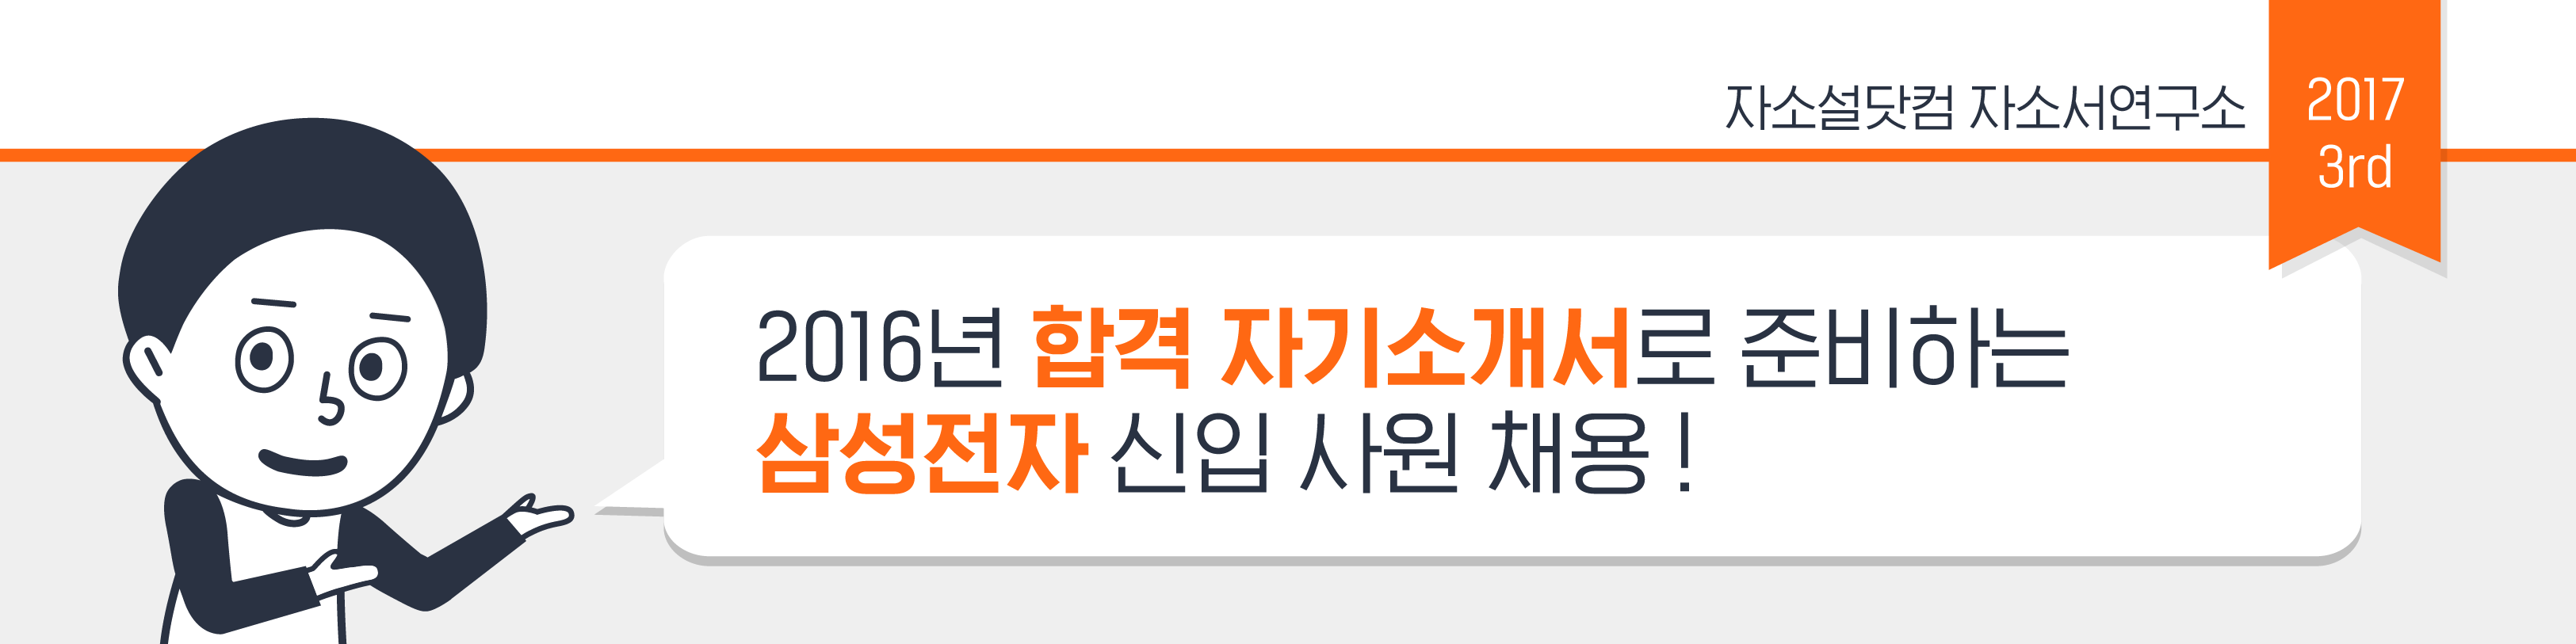 자소설닷컴 자소서연구소
2017
3rd
2016년 합격 자기소개서로 준비하는
삼성전자 신입 사원 채용 !